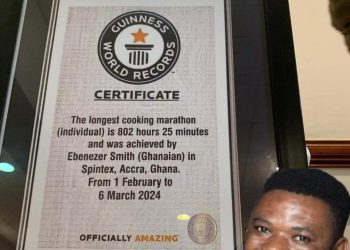 GUINNESS
WORLD RECORDS
CERTIFICATE
The longest cooking marathon
(individual) is 802 hours 25 minutes
and was achieved by
Ebenezer Smith (Ghanaian) in
Spintex, Accra, Ghana.
From 1 February to
6 March 2024
OFFICIALLY AMAZING